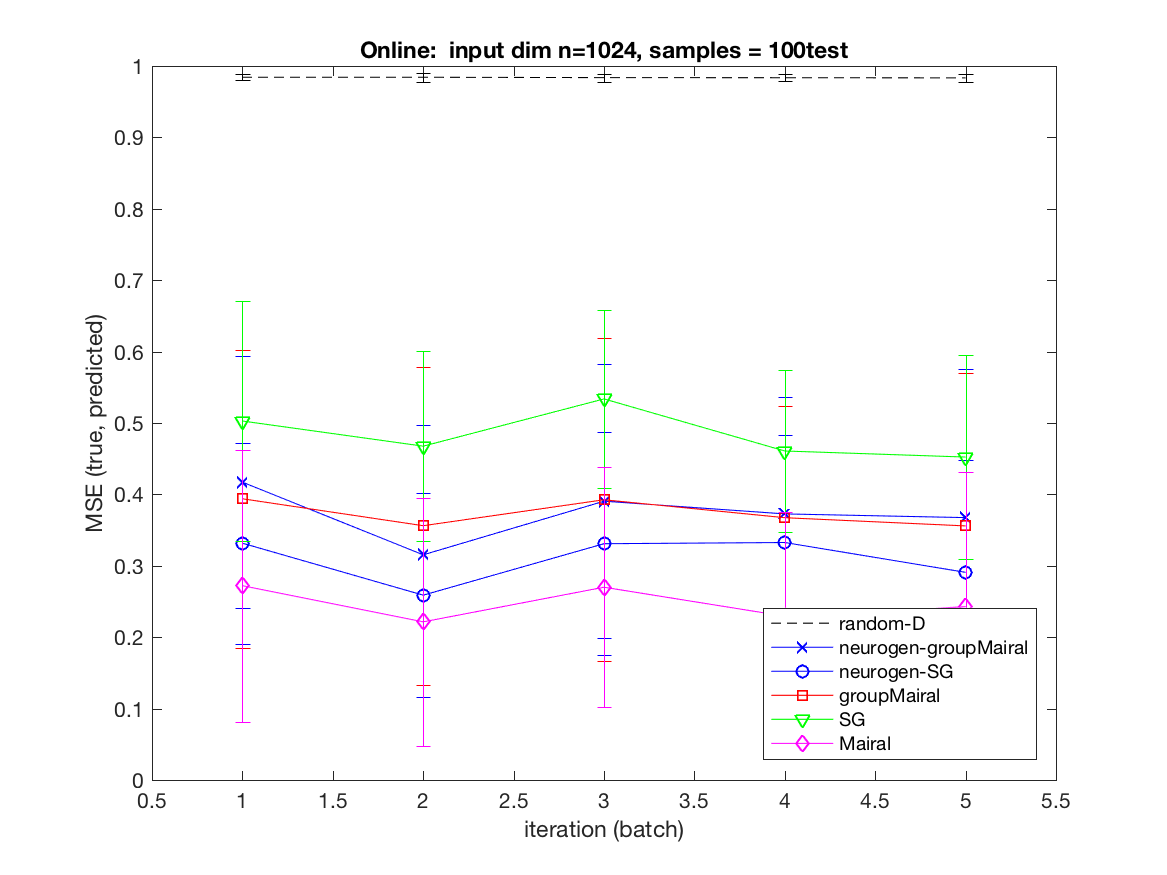 Online:  input dim n=1024, samples = 100test
1
0.9
0.8
0.7
0.6
0.5
0.4
0.3
0.2
0.1
0
MSE (true, predicted)
random-D
neurogen-groupMairal
neurogen-SG
groupMairal
SG
Mairal
0.5 1 1.5 2 2.5 3 3.5 4 4.5 5 5.5
iteration (batch)